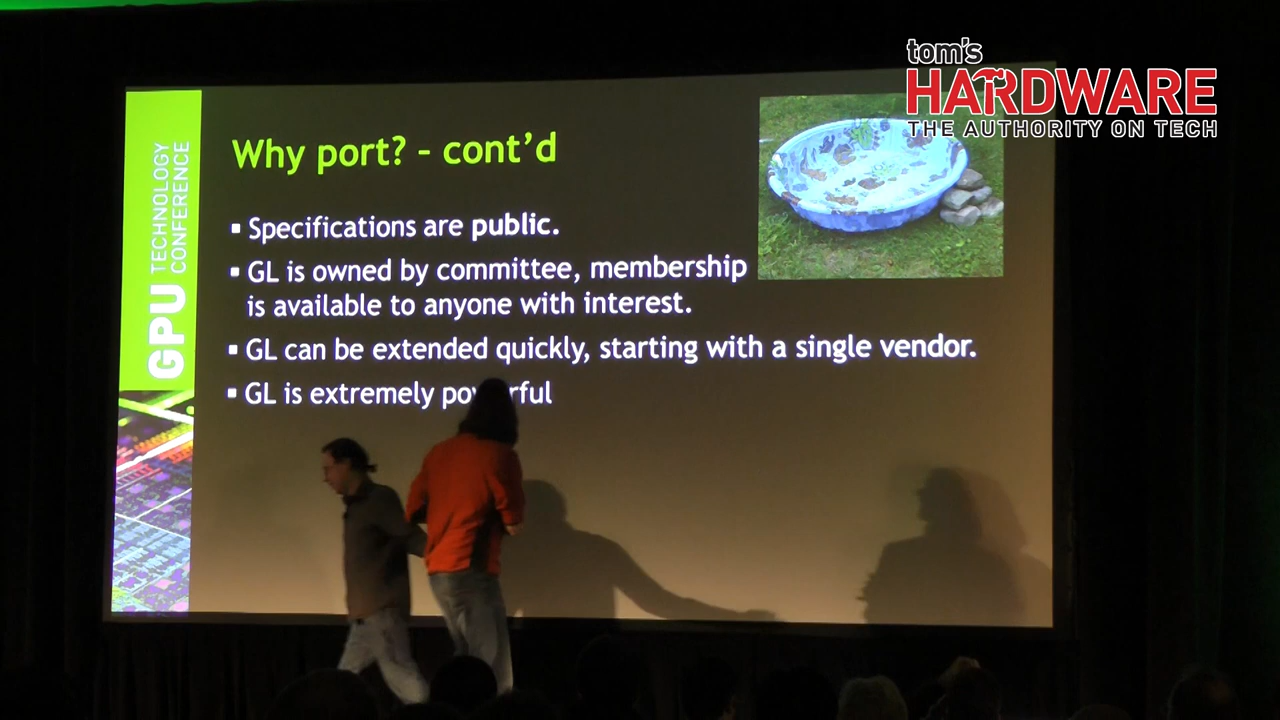 tom's
HARDWARE
THE AUTHORITY ON TECH
GPU TECHNOLOGY
CONFERENCE
Why port? - cont'd
▪ Specifications are public.
▪ GL is owned by committee, membership
is available to anyone with interest.
▪ GL can be extended quickly, starting with a single vendor.
▪ GL is extremely powerful